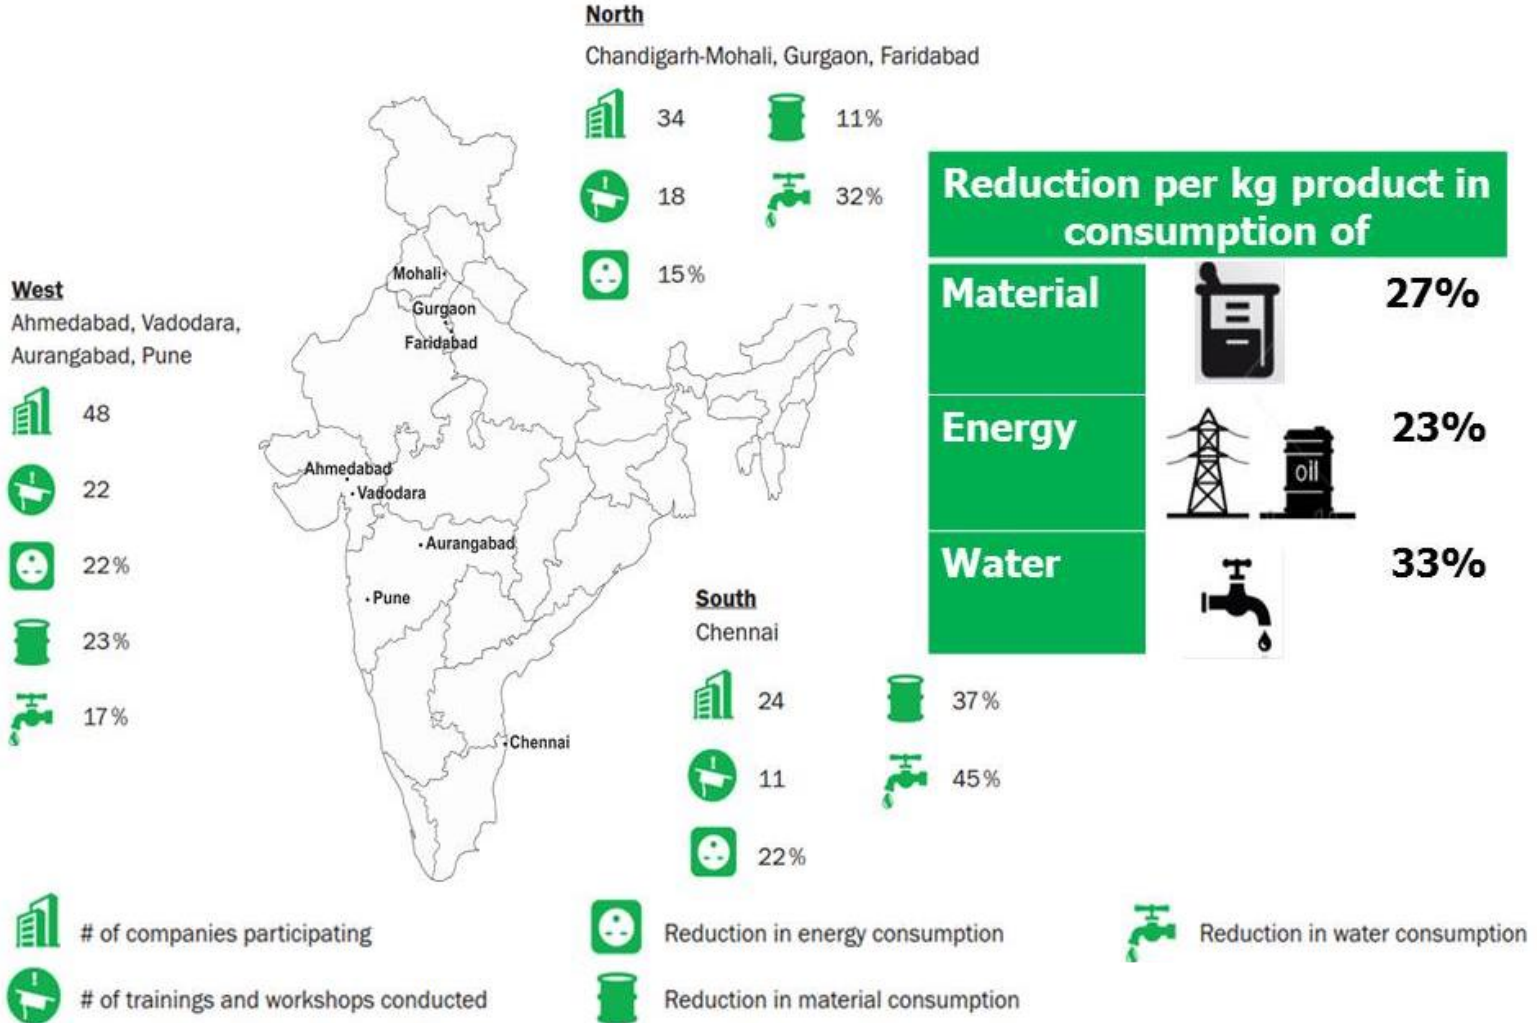 North
Chandigarh-Mohali, Gurgaon, Faridabad
34
11%
18
32%
15%
West
Ahmedabad, Vadodara,
Aurangabad, Pune
48
22
22%
23%
17%
Mohali
Gurgaon
Faridabad
Ahmedabad
Vadodara
Aurangabad
Pune
Chennai
South
Chennai
24
37%
11
45%
22%
Reduction per kg product in
consumption of
Material
27%
Energy
oil
23%
Water
33%
# of companies participating
Reduction in energy consumption
Reduction in water consumption
# of trainings and workshops conducted
Reduction in material consumption